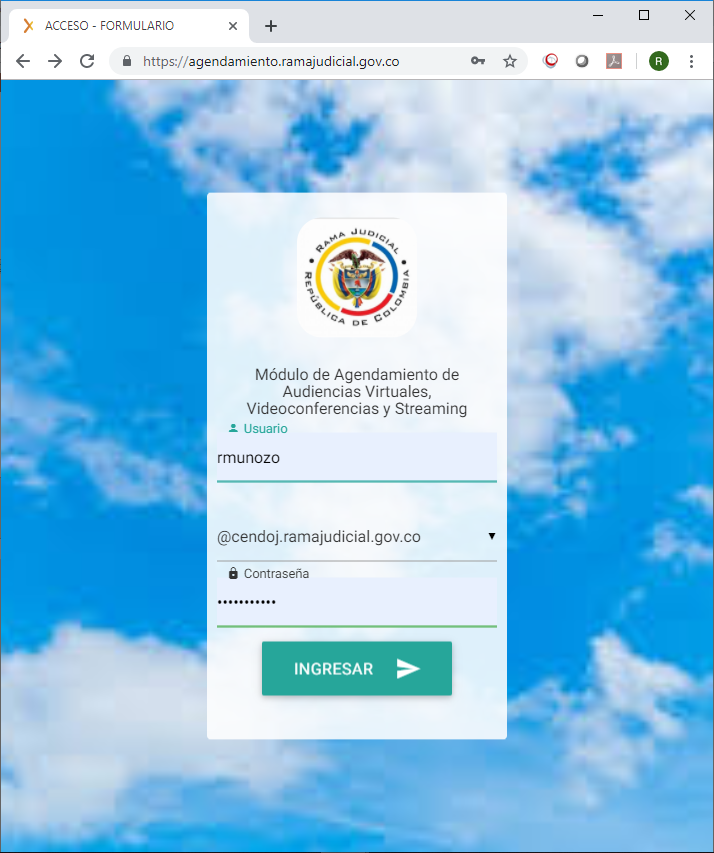 ACCESO - FORMULARIO
https://agendamiento.ramajudicial.gov.co
R
RAMA JUDICIAL
REPÚBLICA DE COLOMBIA
Módulo de Agendamiento de
Audiencias Virtuales,
Videoconferencias y Streaming
Usuario
rmunozo
@cendoj.ramajudicial.gov.co
Contraseña
•••••••••••
INGRESAR